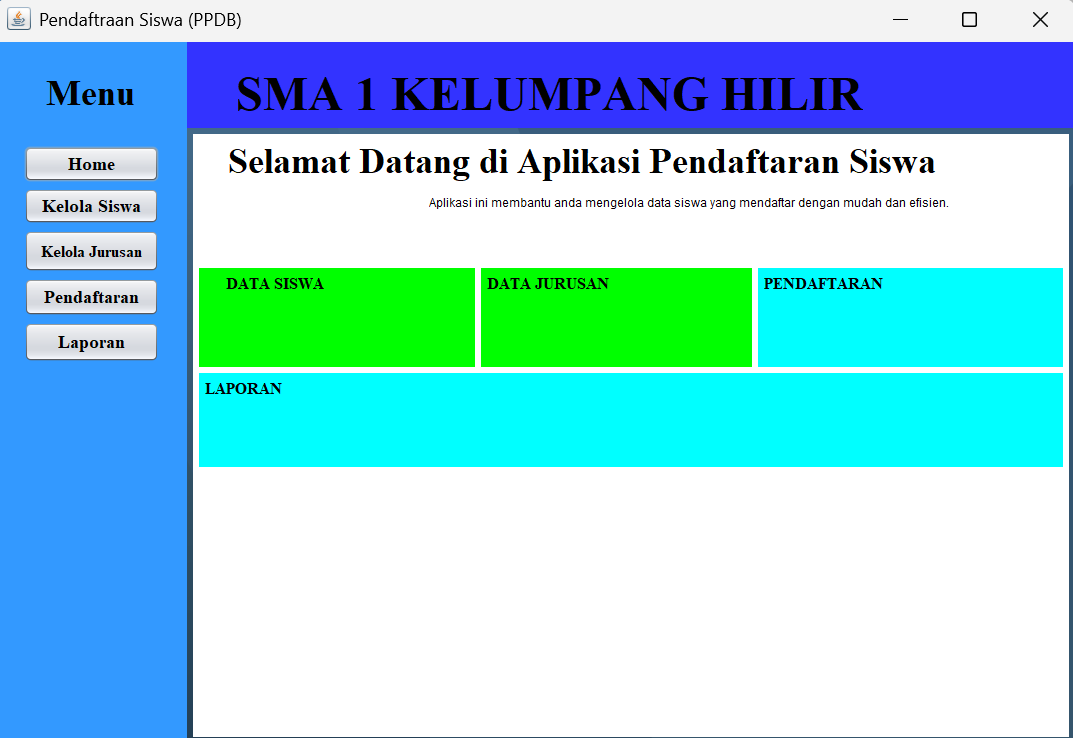 Pendaftraan Siswa (PPDB)
Menu
SMA 1 KELUMPANG HILIR
Home
Kelola Siswa
Kelola Jurusan
Pendaftaran
Laporan
Selamat Datang di Aplikasi Pendaftaran Siswa
Aplikasi ini membantu anda mengelola data siswa yang mendaftar dengan mudah dan efisien.
DATA SISWA
DATA JURUSAN
PENDAFTARAN
LAPORAN